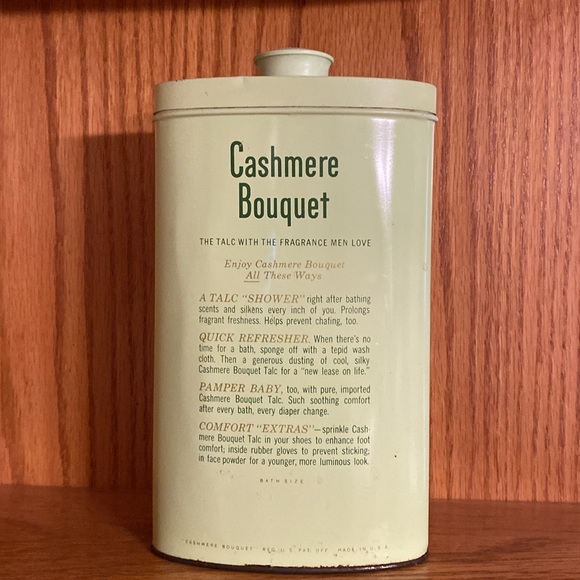 Cashmere
Bouquet
THE TALC WITH THE FRAGRANCE MEN LOVE
Enjoy Cashmere Bouquet
All These Ways
A TALC "SHOWER" right after bathing
scents and silkens every inch of you. Prolongs
fragrant freshness. Helps prevent chafing, too.
QUICK REFRESHER. When there's no
time for a bath, sponge off with a tepid wash
cloth. Then a generous dusting of cool, silky
Cashmere Bouquet Talc for a "new lease on life."
PAMPER BABY, too, with pure, imported
Cashmere Bouquet Talc. Such soothing comfort
after every bath, every diaper change.
COMFORT "EXTRAS"—sprinkle Cash-
mere Bouquet Talc in your shoes to enhance foot
comfort; inside rubber gloves to prevent sticking;
in face powder for a younger, more luminous look.
BATH SIZE
"CASHMERE BOUQUET" REG. U.S. PAT. OFF. MADE IN U.S.A.